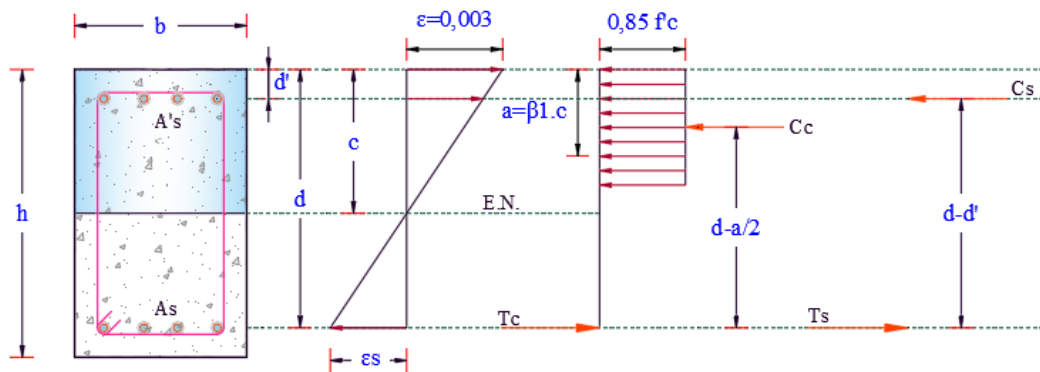 b
ε=0,003
0,85 f'c
d'
Cs
A's
a=β1.c
Cc
c
h
d
E.N.
d-a/2
d-d'
As
Tc
Ts
εs